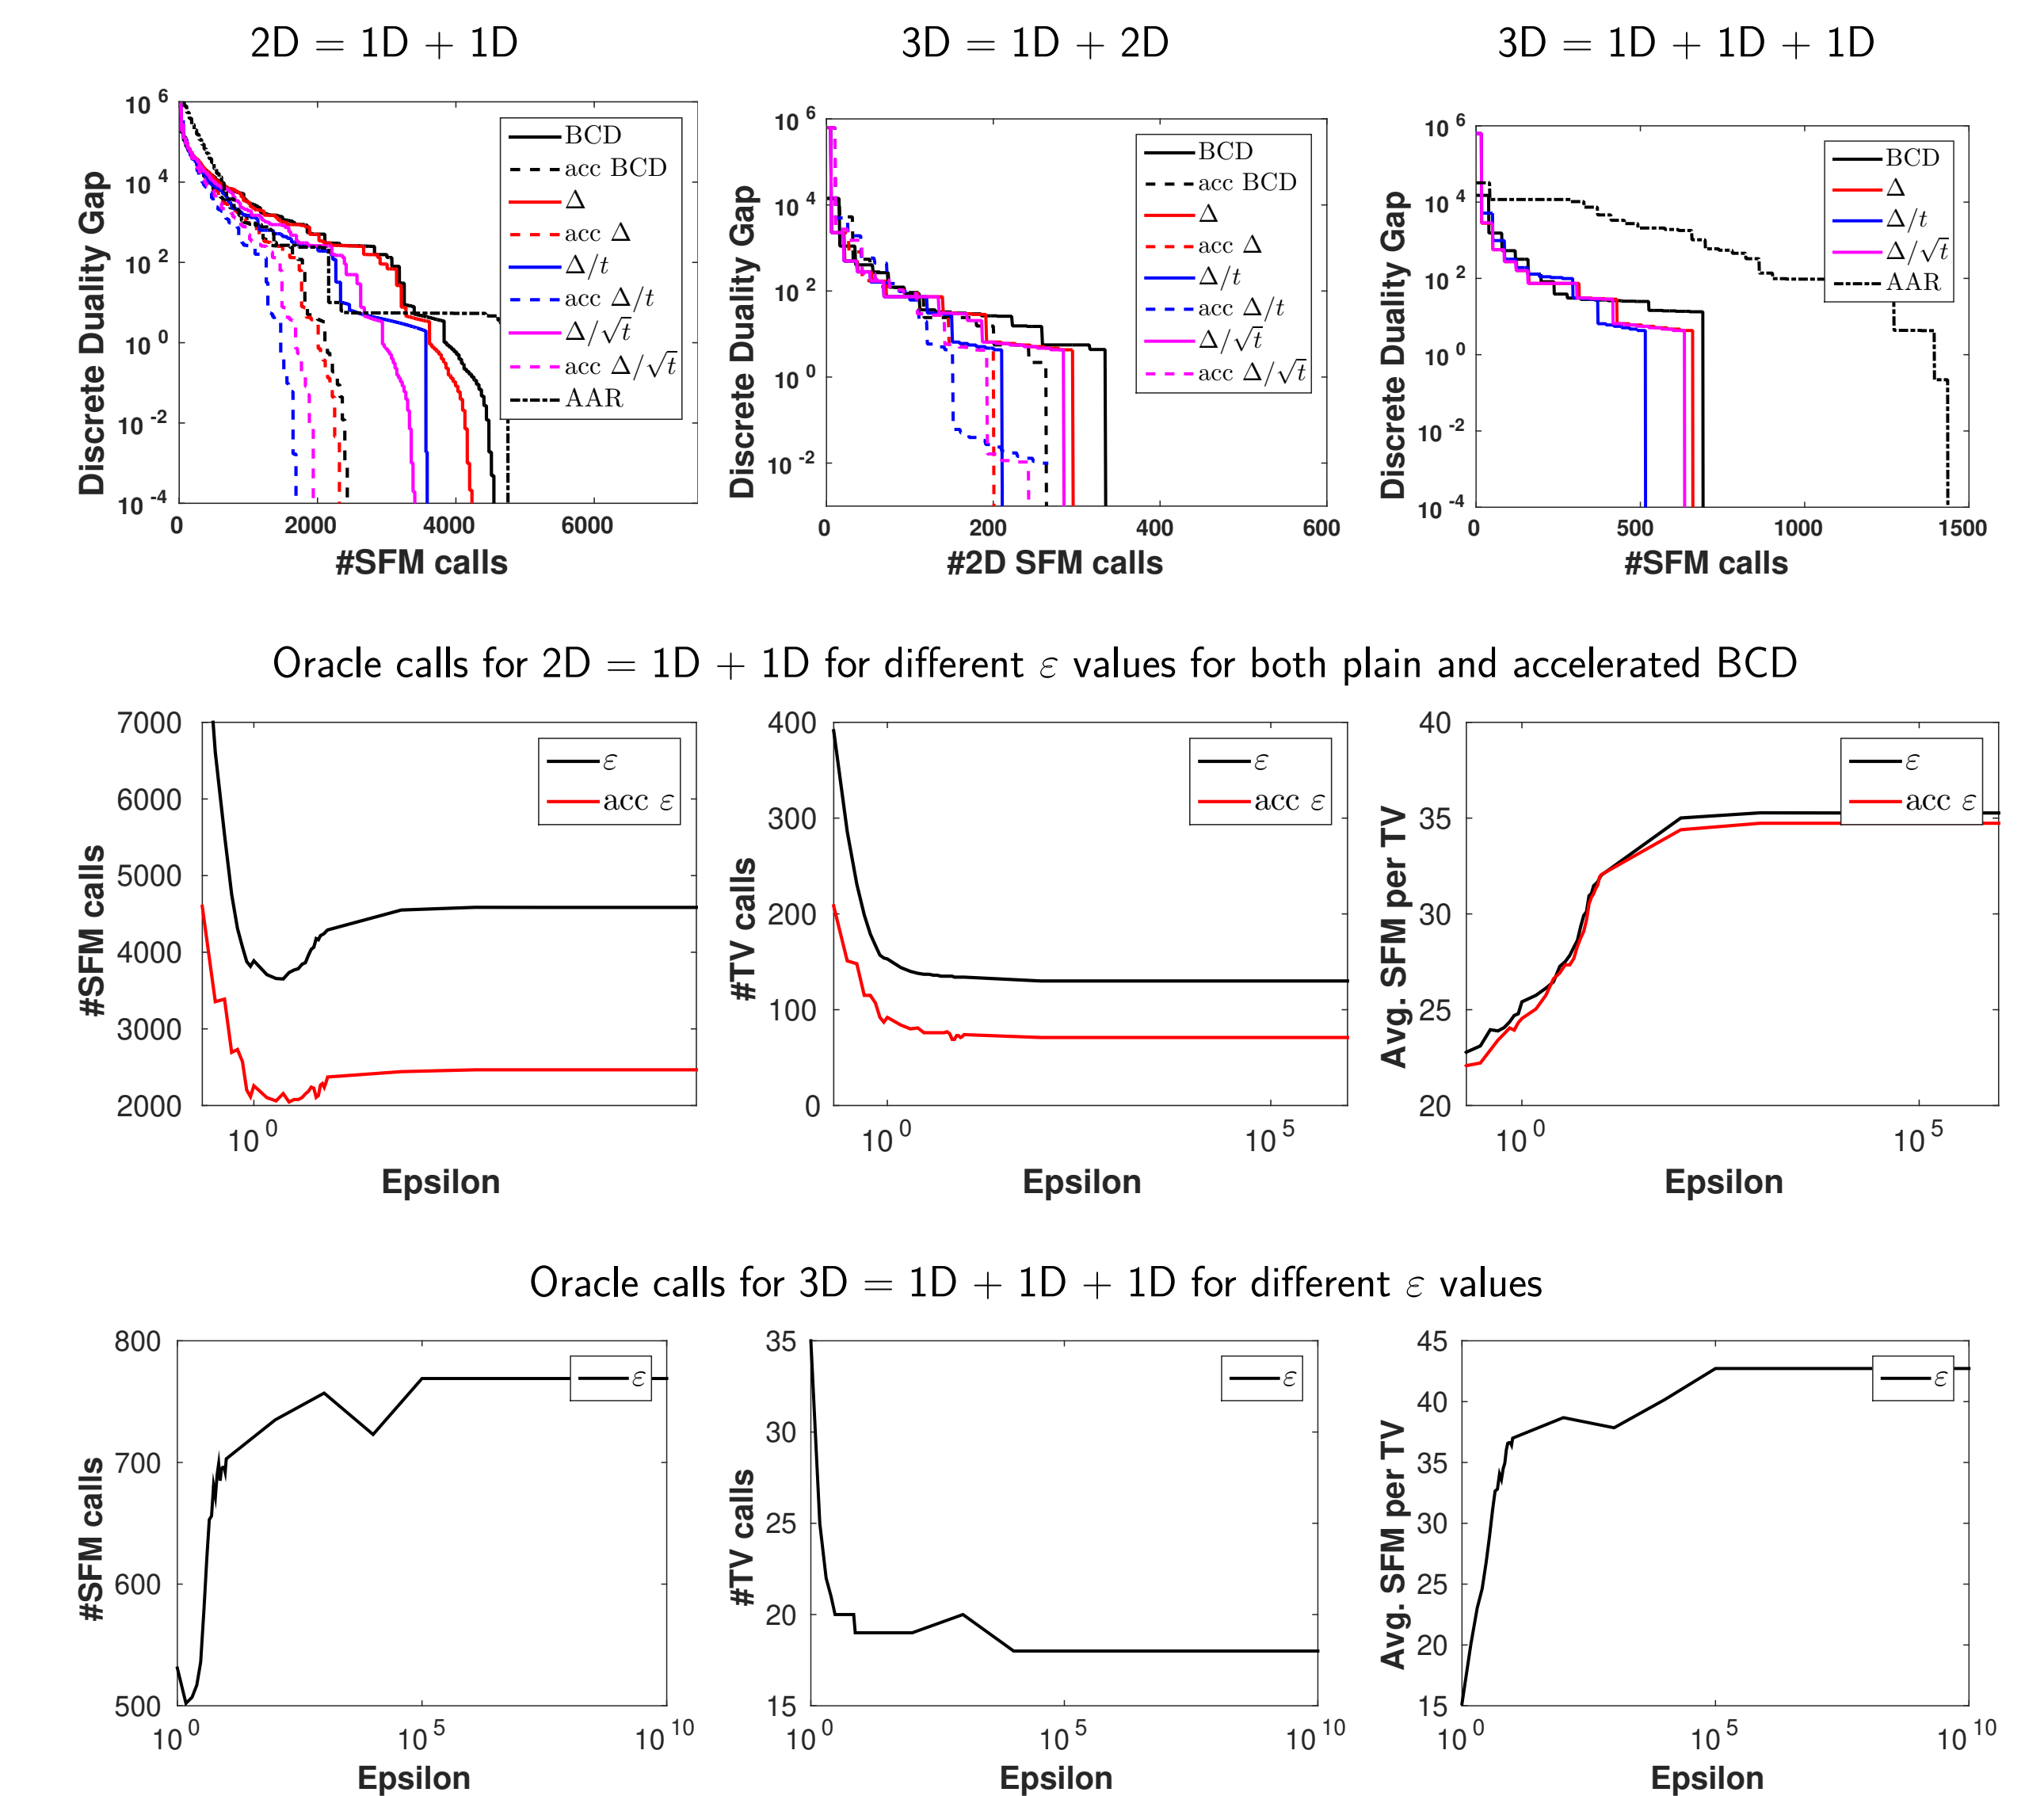 2D = 1D + 1D
3D = 1D + 2D
3D = 1D + 1D + 1D
10^6
10^4
10^2
10^0
10^-2
10^-4
Discrete Duality Gap
0
2000
4000
6000
#SFM calls
BCD
acc BCD
Δ
acc Δ
Δ/t
acc Δ/t
Δ/√t
acc Δ/√t
AAR
10^6
10^4
10^2
10^0
10^-2
Discrete Duality Gap
0
200
400
600
#2D SFM calls
BCD
acc BCD
Δ
acc Δ
Δ/t
acc Δ/t
Δ/√t
acc Δ/√t
10^6
10^4
10^2
10^0
10^-2
10^-4
Discrete Duality Gap
0
500
1000
1500
#SFM calls
BCD
Δ
Δ/t
Δ/√t
AAR
Oracle calls for 2D = 1D + 1D for different ε values for both plain and accelerated BCD
7000
6000
5000
4000
3000
2000
#SFM calls
10^0
Epsilon
ε
acc ε
400
300
200
100
0
#TV calls
10^0
10^5
Epsilon
ε
acc ε
40
35
30
25
20
Avg. SFM per TV
10^0
10^5
Epsilon
ε
acc ε
Oracle calls for 3D = 1D + 1D + 1D for different ε values
800
700
600
500
#SFM calls
10^0
10^5
10^10
Epsilon
ε
35
30
25
20
15
#TV calls
10^0
10^5
10^10
Epsilon
ε
45
40
35
30
25
20
15
Avg. SFM per TV
10^0
10^5
10^10
Epsilon
ε